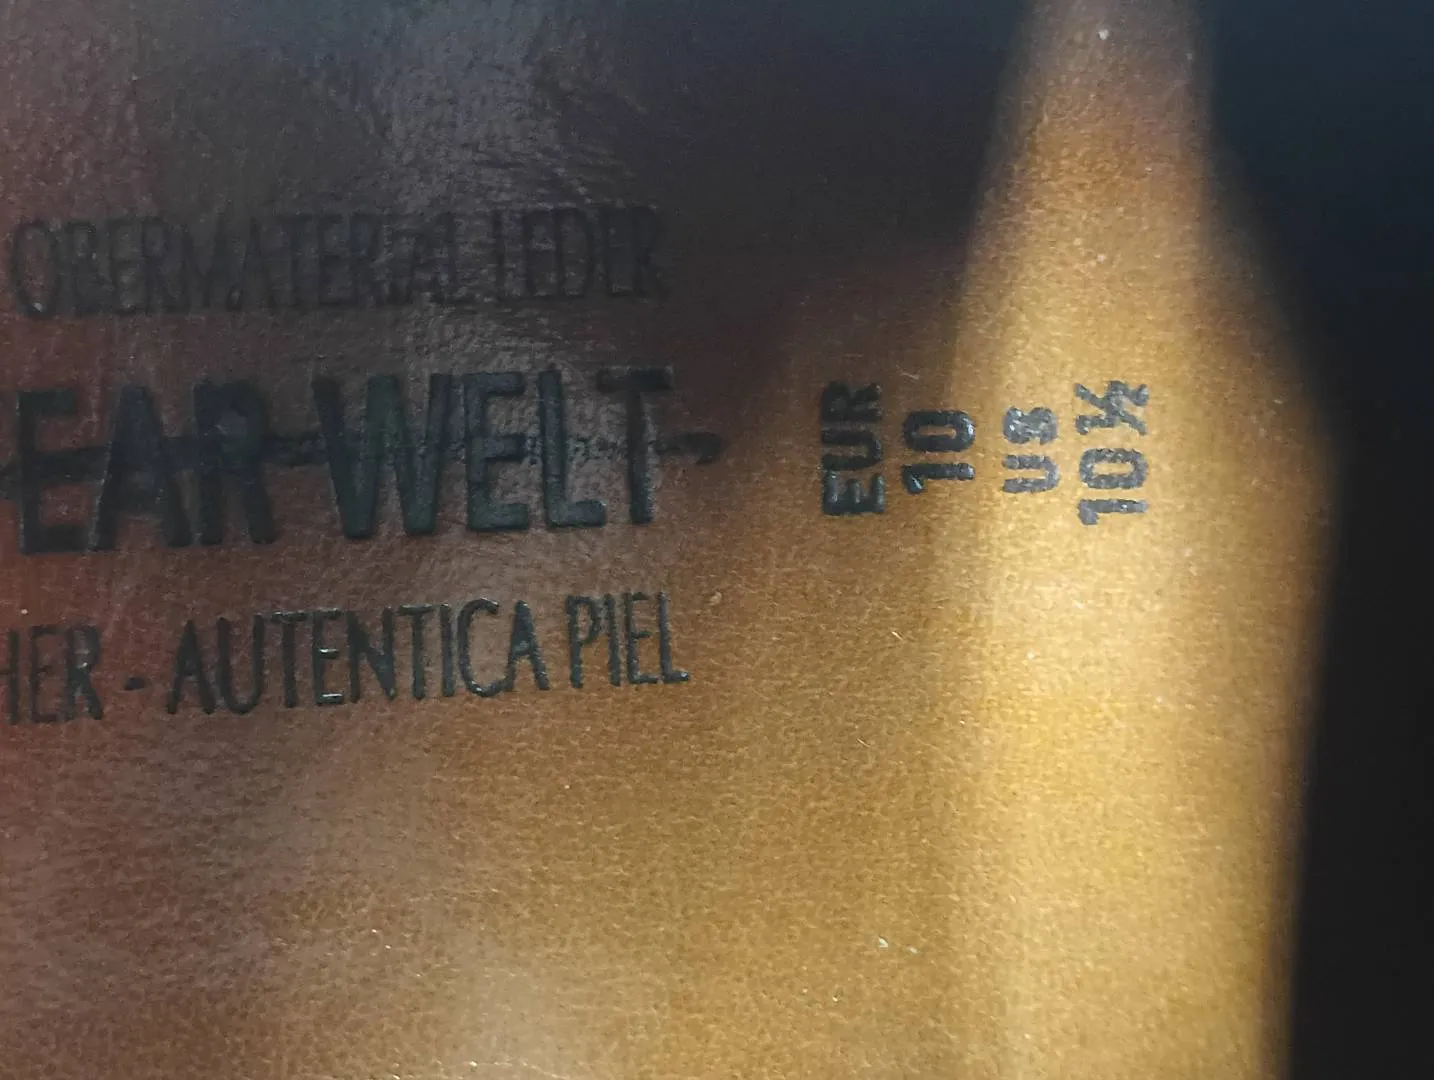 OBERMATERIAL LEDER
EAR WELT
HER - AUTENTICA PIEL
EUR
10
US
10½